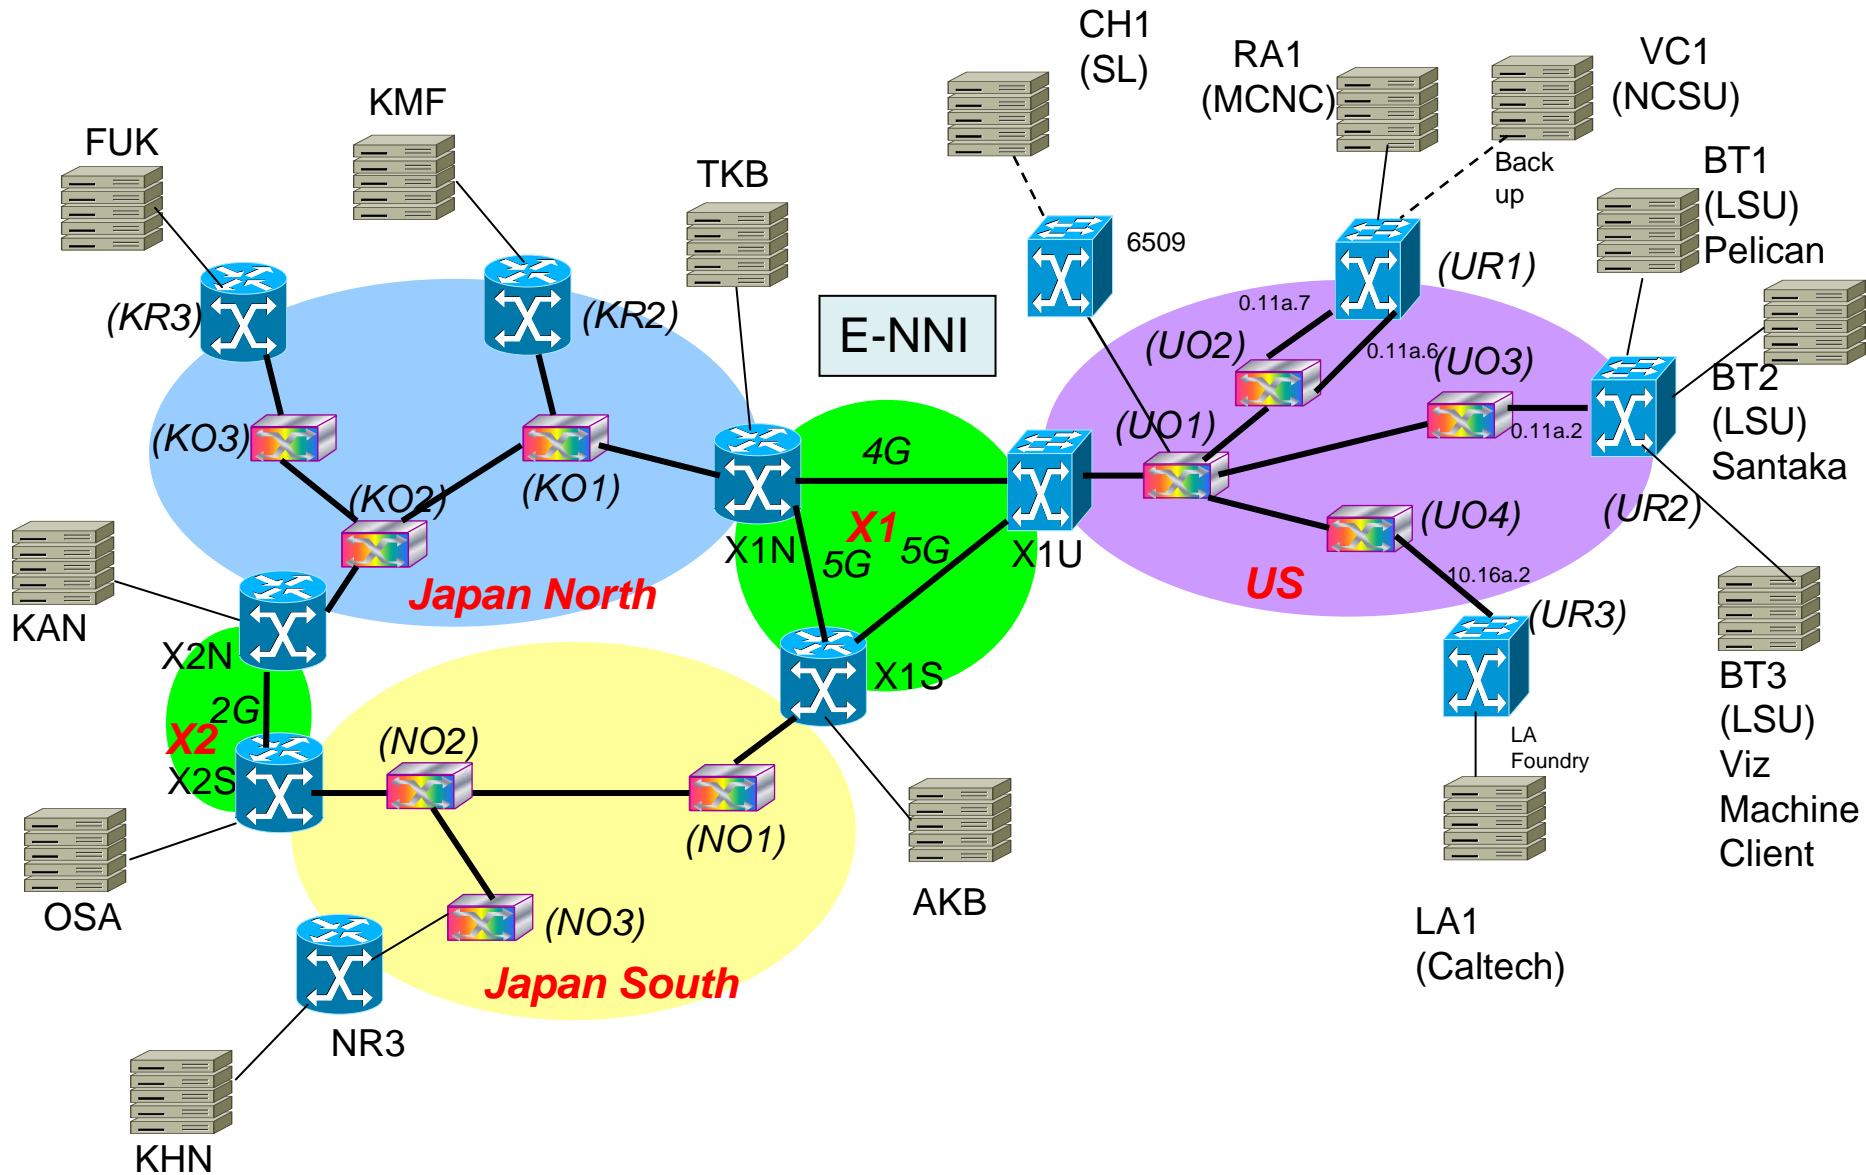 CH1
(SL)
RA1
(MCNC)
VC1
(NCSU)
KMF
FUK
TKB
Back
up
BT1
(LSU)
Pelican
6509
(KR3)
(KR2)
E-NNI
0.11a.7
(UR1)
(UO2)
0.11a.6
(UO3)
BT2
(LSU)
Santaka
(KO3)
(KO2)
(KO1)
4G
(UO1)
0.11a.2
(UR2)
(UO4)
X1N
X1
5G
5G
X1U
10.16a.2
US
Japan North
KAN
X2N
(UR3)
X1S
2G
X2
X2S
(NO2)
BT3
(LSU)
Viz
Machine
Client
LA
Foundry
(NO1)
OSA
AKB
(NO3)
LA1
(Caltech)
Japan South
NR3
KHN